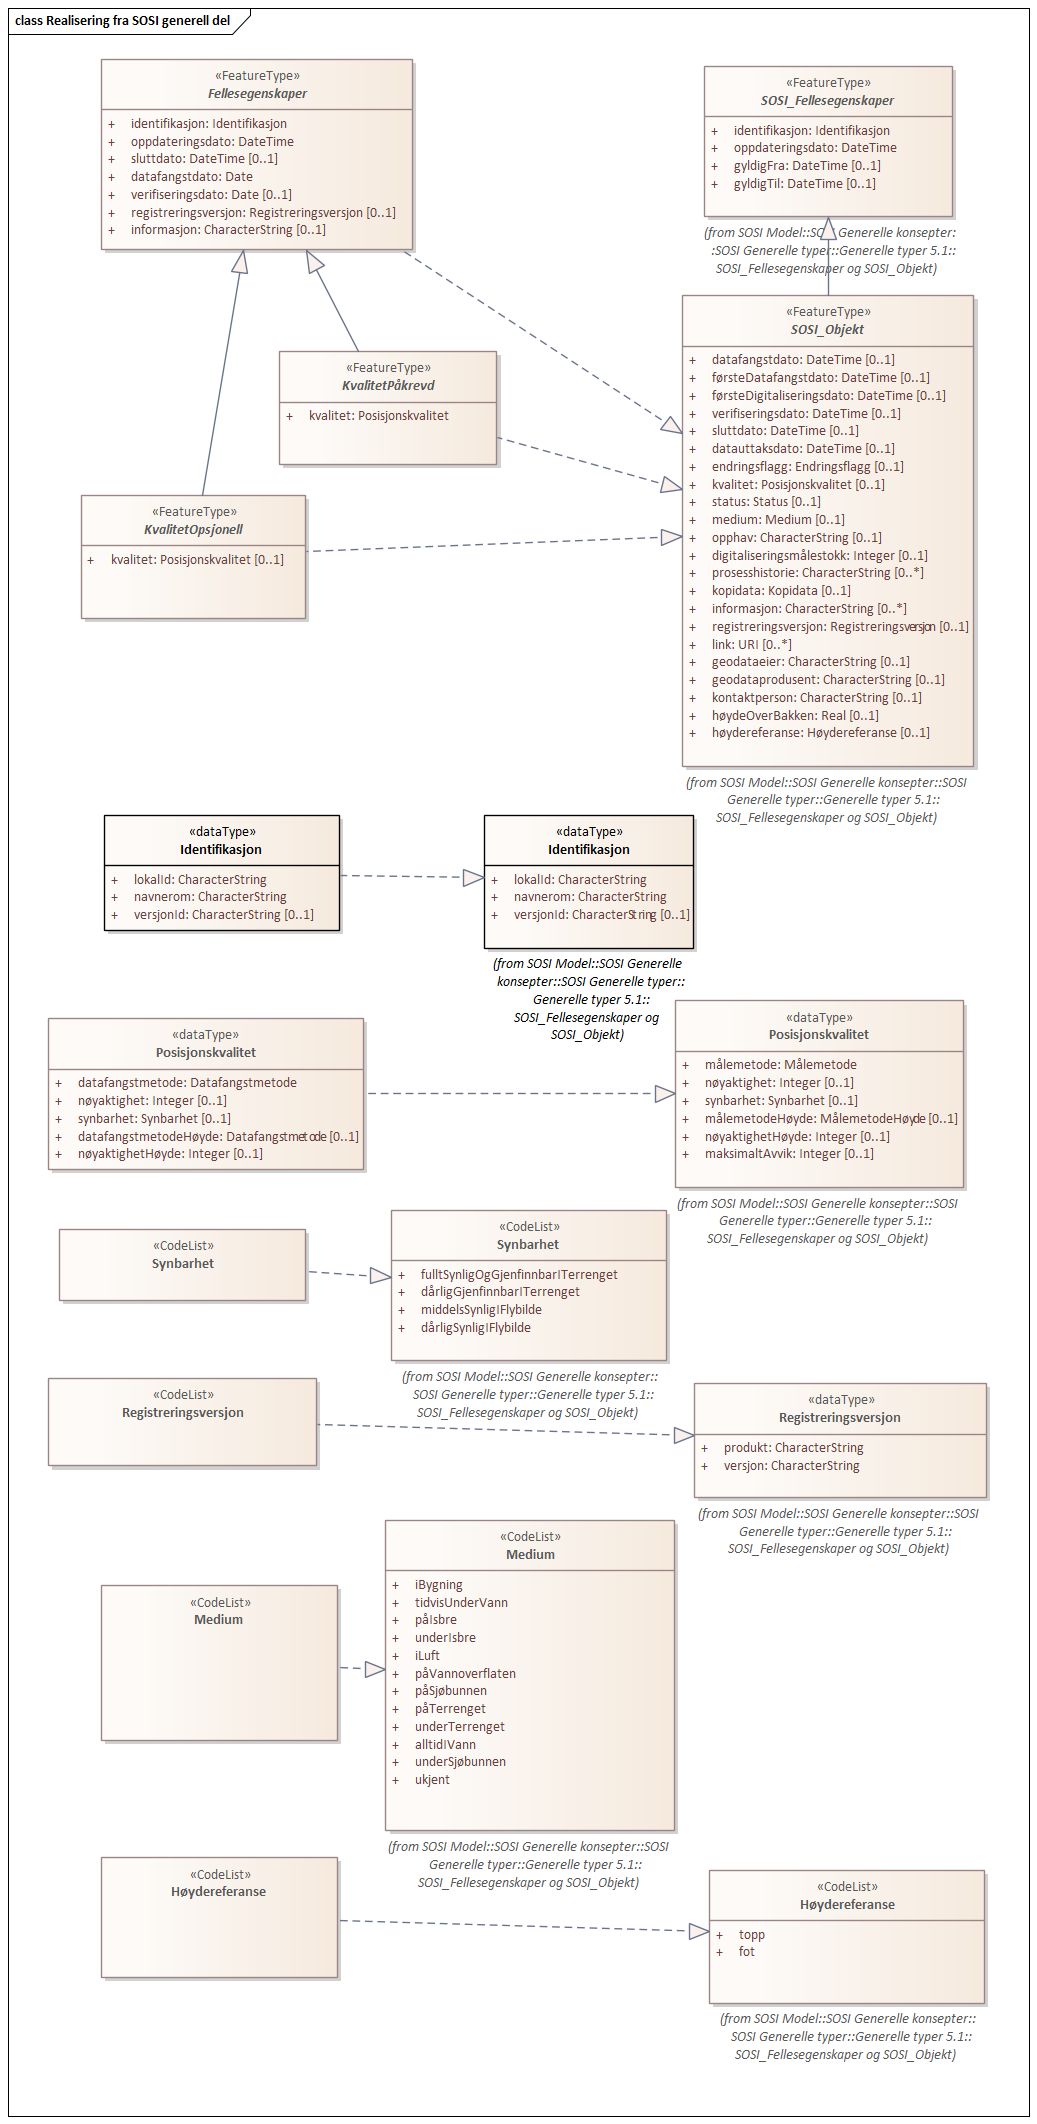 class Realisering fra SOSI generell del
«FeatureType»
Fellesegenskaper
+ identifikasjon: Identifikasjon
+ oppdateringsdato: DateTime
+ sluttdato: DateTime [0..1]
+ datafangstdato: Date
+ verifiseringsdato: Date [0..1]
+ registreringsversjon: Registreringsversjon [0..1]
+ informasjon: CharacterString [0..1]
«FeatureType»
SOSI_Fellesegenskaper
+ identifikasjon: Identifikasjon
+ oppdateringsdato: DateTime
+ gyldigFra: DateTime [0..1]
+ gyldigTil: DateTime [0..1]
(from SOSI Model::SOSI Generelle konsepter:
:SOSI Generelle typer::Generelle typer 5.1::
SOSI_Fellesegenskaper og SOSI_Objekt)
«FeatureType»
KvalitetPåkrevd
+ kvalitet: Posisjonskvalitet
«FeatureType»
KvalitetOpsjonell
+ kvalitet: Posisjonskvalitet [0..1]
«FeatureType»
SOSI_Objekt
+ datafangstdato: DateTime [0..1]
+ førsteDatafangstdato: DateTime [0..1]
+ førsteDigitaliseringsdato: DateTime [0..1]
+ verifiseringsdato: DateTime [0..1]
+ sluttdato: DateTime [0..1]
+ datauttaksdato: DateTime [0..1]
+ endringsflagg: Endringsflagg [0..1]
+ kvalitet: Posisjonskvalitet [0..1]
+ status: Status [0..1]
+ medium: Medium [0..1]
+ opphav: CharacterString [0..1]
+ digitaliseringsmålestokk: Integer [0..1]
+ prosesshistorie: CharacterString [0..*]
+ kopidata: Kopidata [0..1]
+ informasjon: CharacterString [0..*]
+ registreringsversjon: Registreringsversjon [0..1]
+ link: URI [0..*]
+ geodataeier: CharacterString [0..1]
+ geodataprodusent: CharacterString [0..1]
+ kontaktperson: CharacterString [0..1]
+ høydeOverBakken: Real [0..1]
+ høydereferanse: Høydereferanse [0..1]
(from SOSI Model::SOSI Generelle konsepter::SOSI
Generelle typer::Generelle typer 5.1::
SOSI_Fellesegenskaper og SOSI_Objekt)
«dataType»
Identifikasjon
+ lokalId: CharacterString
+ navnerom: CharacterString
+ versjonId: CharacterString [0..1]
«dataType»
Identifikasjon
+ lokalId: CharacterString
+ navnerom: CharacterString
+ versjonId: CharacterString [0..1]
(from SOSI Model::SOSI Generelle
konsepter::SOSI Generelle typer::
Generelle typer 5.1::
SOSI_Fellesegenskaper og
SOSI_Objekt)
«dataType»
Posisjonskvalitet
+ datafangstmetode: Datafangstmetode
+ nøyaktighet: Integer [0..1]
+ synbarhet: Synbarhet [0..1]
+ datafangstmetodeHøyde: Datafangstmetode [0..1]
+ nøyaktighetHøyde: Integer [0..1]
«dataType»
Posisjonskvalitet
+ målemetode: Målemetode
+ nøyaktighet: Integer [0..1]
+ synbarhet: Synbarhet [0..1]
+ målemetodeHøyde: MålemetodeHøyde [0..1]
+ nøyaktighetHøyde: Integer [0..1]
+ maksimaltAvvik: Integer [0..1]
(from SOSI Model::SOSI Generelle konsepter::SOSI
Generelle typer::Generelle typer 5.1::
SOSI_Fellesegenskaper og SOSI_Objekt)
«CodeList»
Synbarhet
«CodeList»
Synbarhet
+ fulltSynligOgGjenfinnbarITerrenget
+ dårligGjenfinnbarITerrenget
+ middelsSynligIFlybilde
+ dårligSynligIFlybilde
(from SOSI Model::SOSI Generelle konsepter::
SOSI Generelle typer::Generelle typer 5.1::
SOSI_Fellesegenskaper og SOSI_Objekt)
«CodeList»
Registreringsversjon
«dataType»
Registreringsversjon
+ produkt: CharacterString
+ versjon: CharacterString
(from SOSI Model::SOSI Generelle konsepter::SOSI
Generelle typer::Generelle typer 5.1::
SOSI_Fellesegenskaper og SOSI_Objekt)
«CodeList»
Medium
«CodeList»
Medium
+ iBygning
+ tidvisUnderVann
+ påIsbre
+ underIsbre
+ iLuft
+ påVannoverflaten
+ påSjøbunnen
+ påTerrenget
+ underTerrenget
+ alltidIVann
+ underSjøbunnen
+ ukjent
(from SOSI Model::SOSI Generelle konsepter::SOSI
Generelle typer::Generelle typer 5.1::
SOSI_Fellesegenskaper og SOSI_Objekt)
«CodeList»
Høydereferanse
«CodeList»
Høydereferanse
+ topp
+ fot
(from SOSI Model::SOSI Generelle konsepter::
SOSI Generelle typer::Generelle typer 5.1::
SOSI_Fellesegenskaper og SOSI_Objekt)